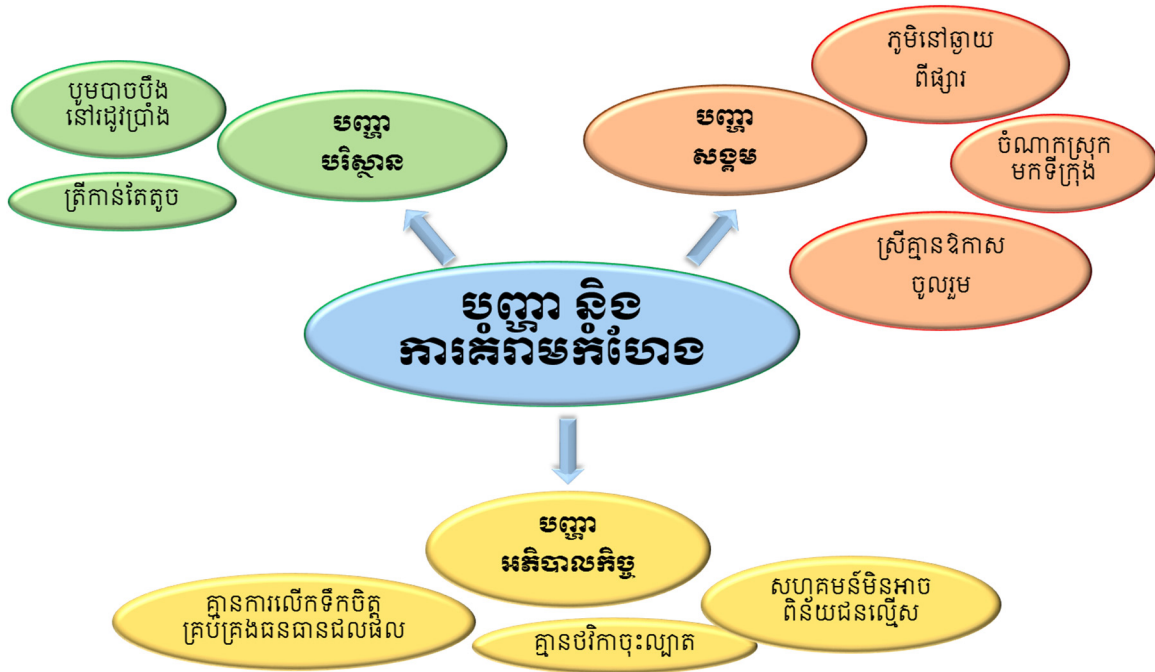 បញ្ហា និង
ការគំរាមកំហែង
បញ្ហា
បរិស្ថាន
បូមបាចបឹង
នៅរដូវប្រាំង
ត្រីកាន់តែតូច
បញ្ហា
សង្គម
ភូមិនៅឆ្ងាយ
ពីផ្សារ
ចំណាកស្រុក
មកទីក្រុង
ស្រីគ្មានឱកាស
ចូលរួម
បញ្ហា
អភិបាលកិច្ច
គ្មានការលើកទឹកចិត្ត
គ្រប់គ្រងធនធានជលផល
គ្មានថវិកាចុះល្បាត
សហគមន៍មិនអាច
ពិន័យជនល្មើស